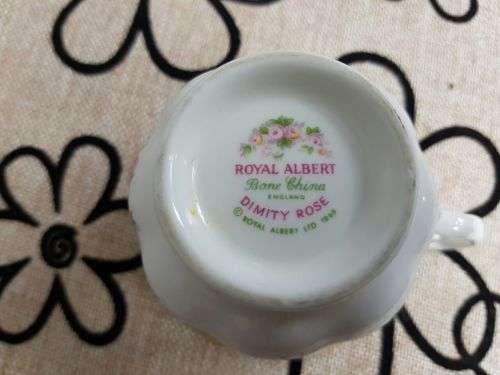 ROYAL ALBERT
Bone China
ENGLAND
DIMITY ROSE
© ROYAL ALBERT LTD